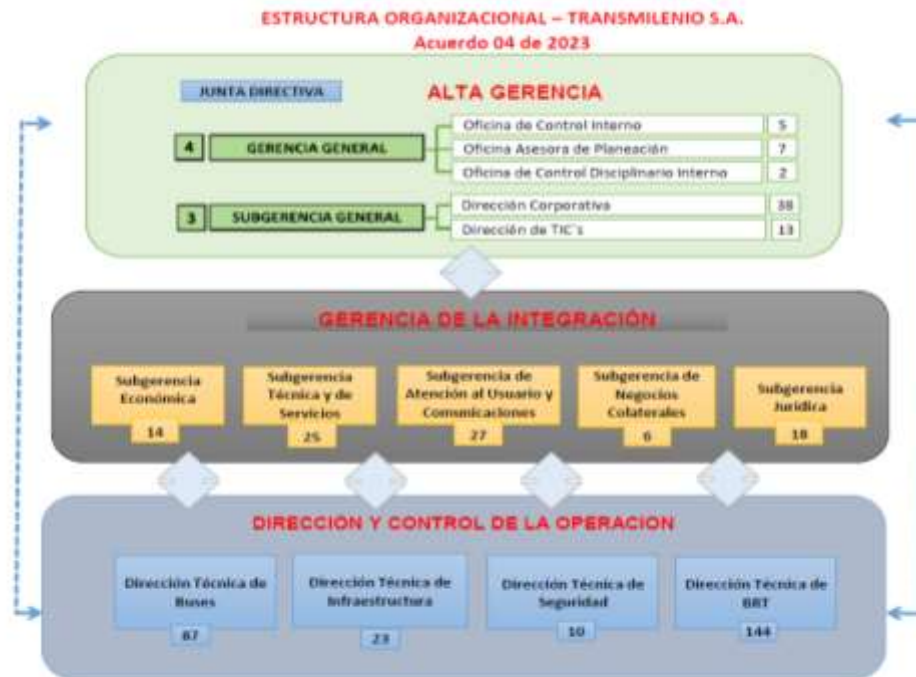 ESTRUCTURA ORGANIZACIONAL – TRANSMILENIO S.A.
Acuerdo 04 de 2023
JUNTA DIRECTIVA
ALTA GERENCIA
4
GERENCIA GENERAL
Oficina de Control Interno
5
Oficina Asesora de Planeación
7
Oficina de Control Disciplinario Interno
2
3
SUBGERENCIA GENERAL
Dirección Corporativa
38
Dirección de TIC´s
13
GERENCIA DE LA INTEGRACIÓN
Subgerencia
Económica
14
Subgerencia
Técnica y de
Servicios
25
Subgerencia de
Atención al Usuario y
Comunicaciones
27
Subgerencia de
Negocios
Colaterales
6
Subgerencia
Jurídica
18
DIRECCIÓN Y CONTROL DE LA OPERACION
Dirección Técnica de
Buses
87
Dirección Técnica de
Infraestructura
23
Dirección Técnica de
Seguridad
10
Dirección Técnica de
BRT
144